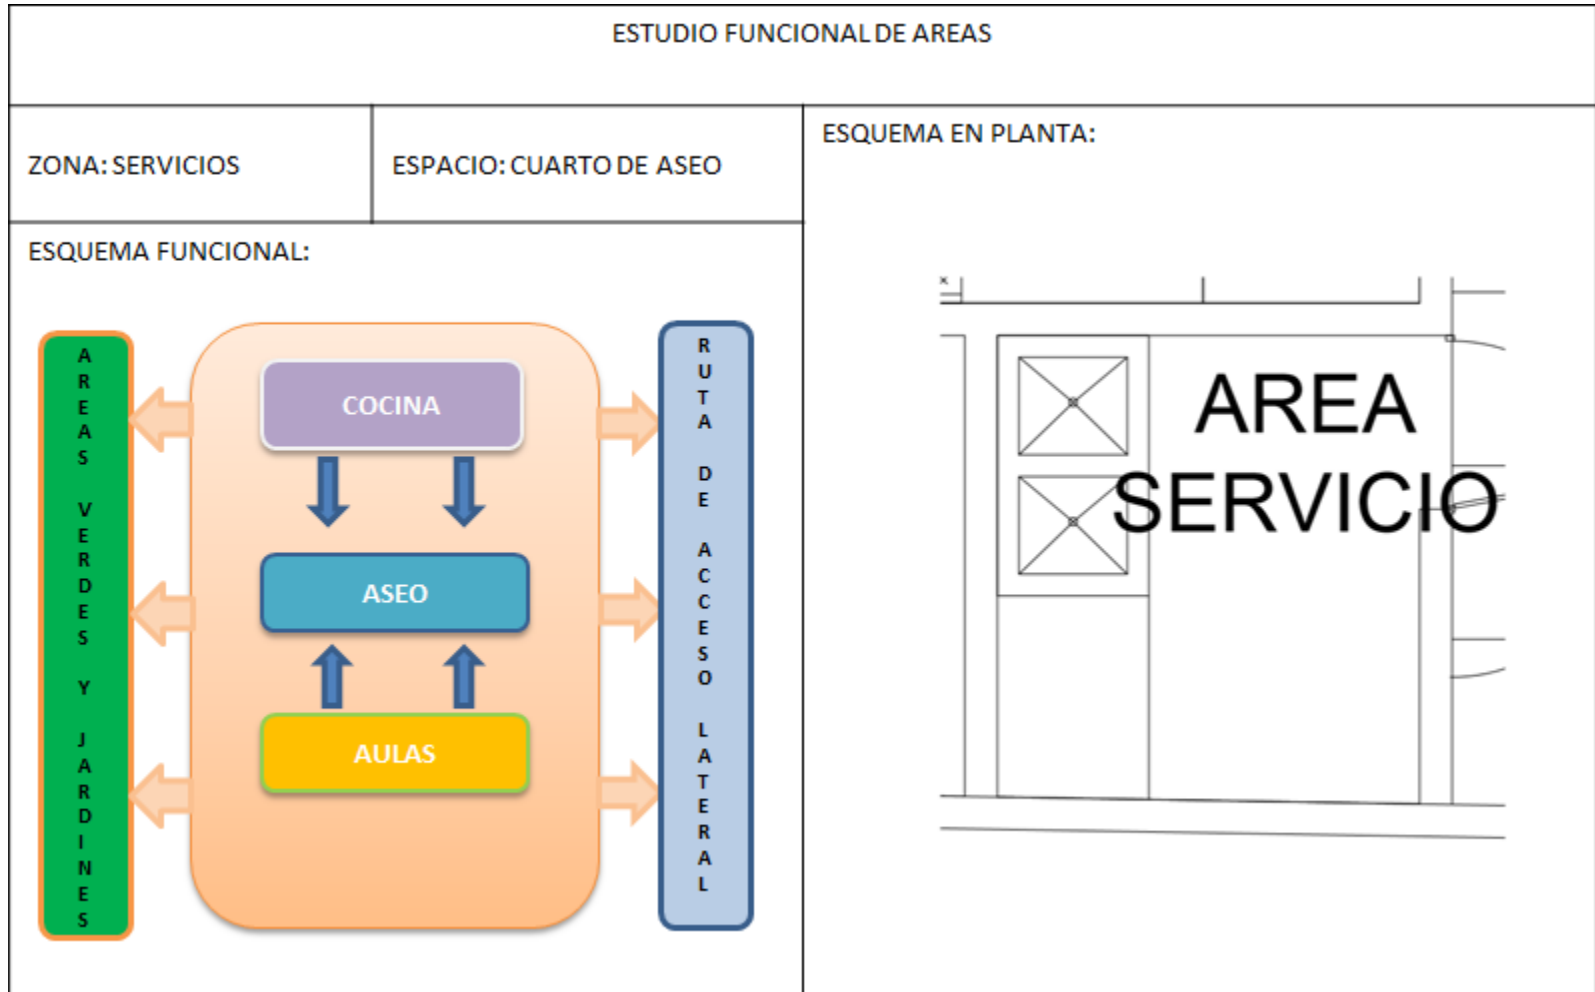 ESTUDIO FUNCIONAL DE AREAS
ZONA: SERVICIOS
ESPACIO: CUARTO DE ASEO
ESQUEMA EN PLANTA:
ESQUEMA FUNCIONAL:
AREAS VERDES Y JARDINES
COCINA
ASEO
AULAS
RUTA DE ACCESO LATERAL
AREA
SERVICIO